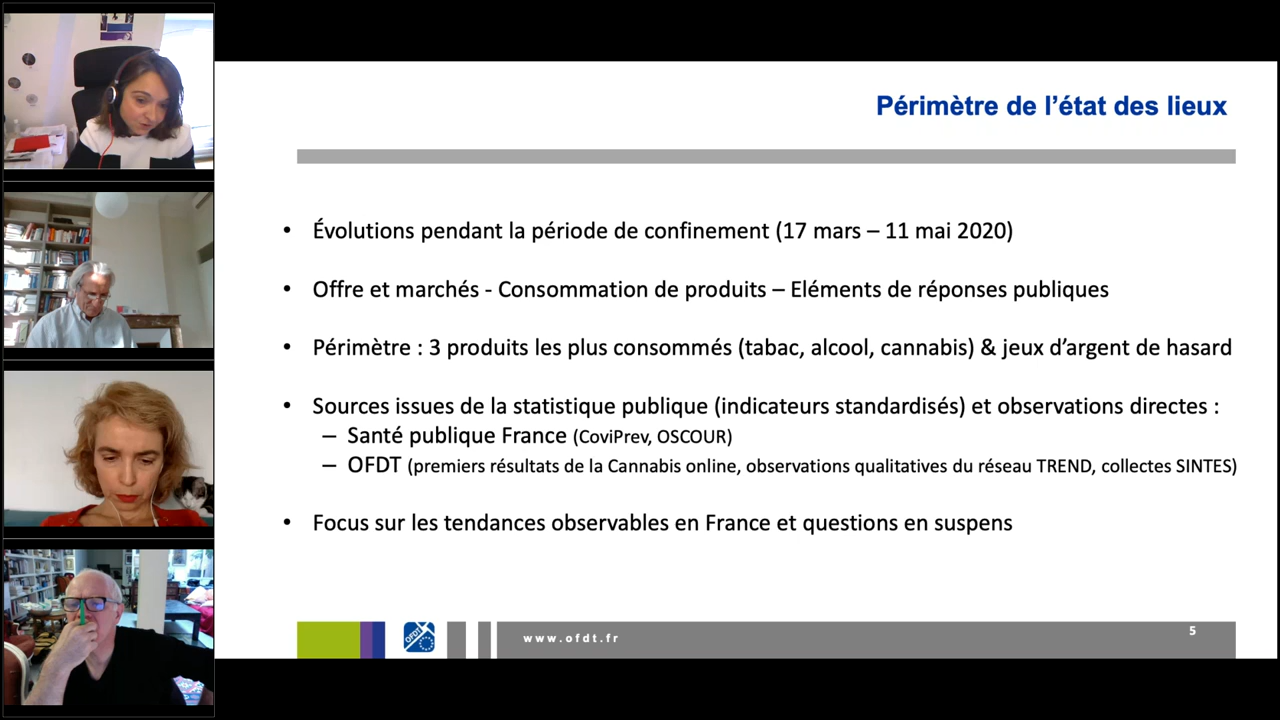 Périmètre de l'état des lieux
• Évolutions pendant la période de confinement (17 mars – 11 mai 2020)
• Offre et marchés - Consommation de produits – Eléments de réponses publiques
• Périmètre : 3 produits les plus consommés (tabac, alcool, cannabis) & jeux d'argent de hasard
• Sources issues de la statistique publique (indicateurs standardisés) et observations directes :
– Santé publique France (CoviPrev, OSCOUR)
– OFDT (premiers résultats de la Cannabis online, observations qualitatives du réseau TREND, collectes SINTES)
• Focus sur les tendances observables en France et questions en suspens
OFDT
www.ofdt.fr
5